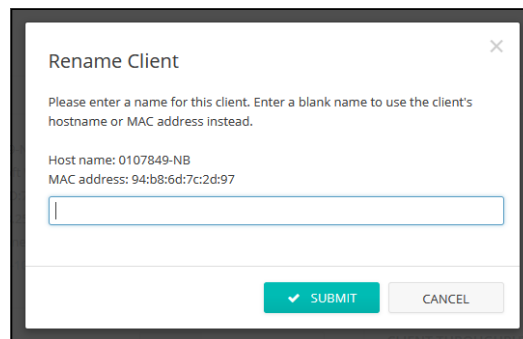 Rename Client
Please enter a name for this client. Enter a blank name to use the client's
hostname or MAC address instead.
Host name: 0107849-NB
MAC address: 94:b8:6d:7c:2d:97
SUBMIT
CANCEL